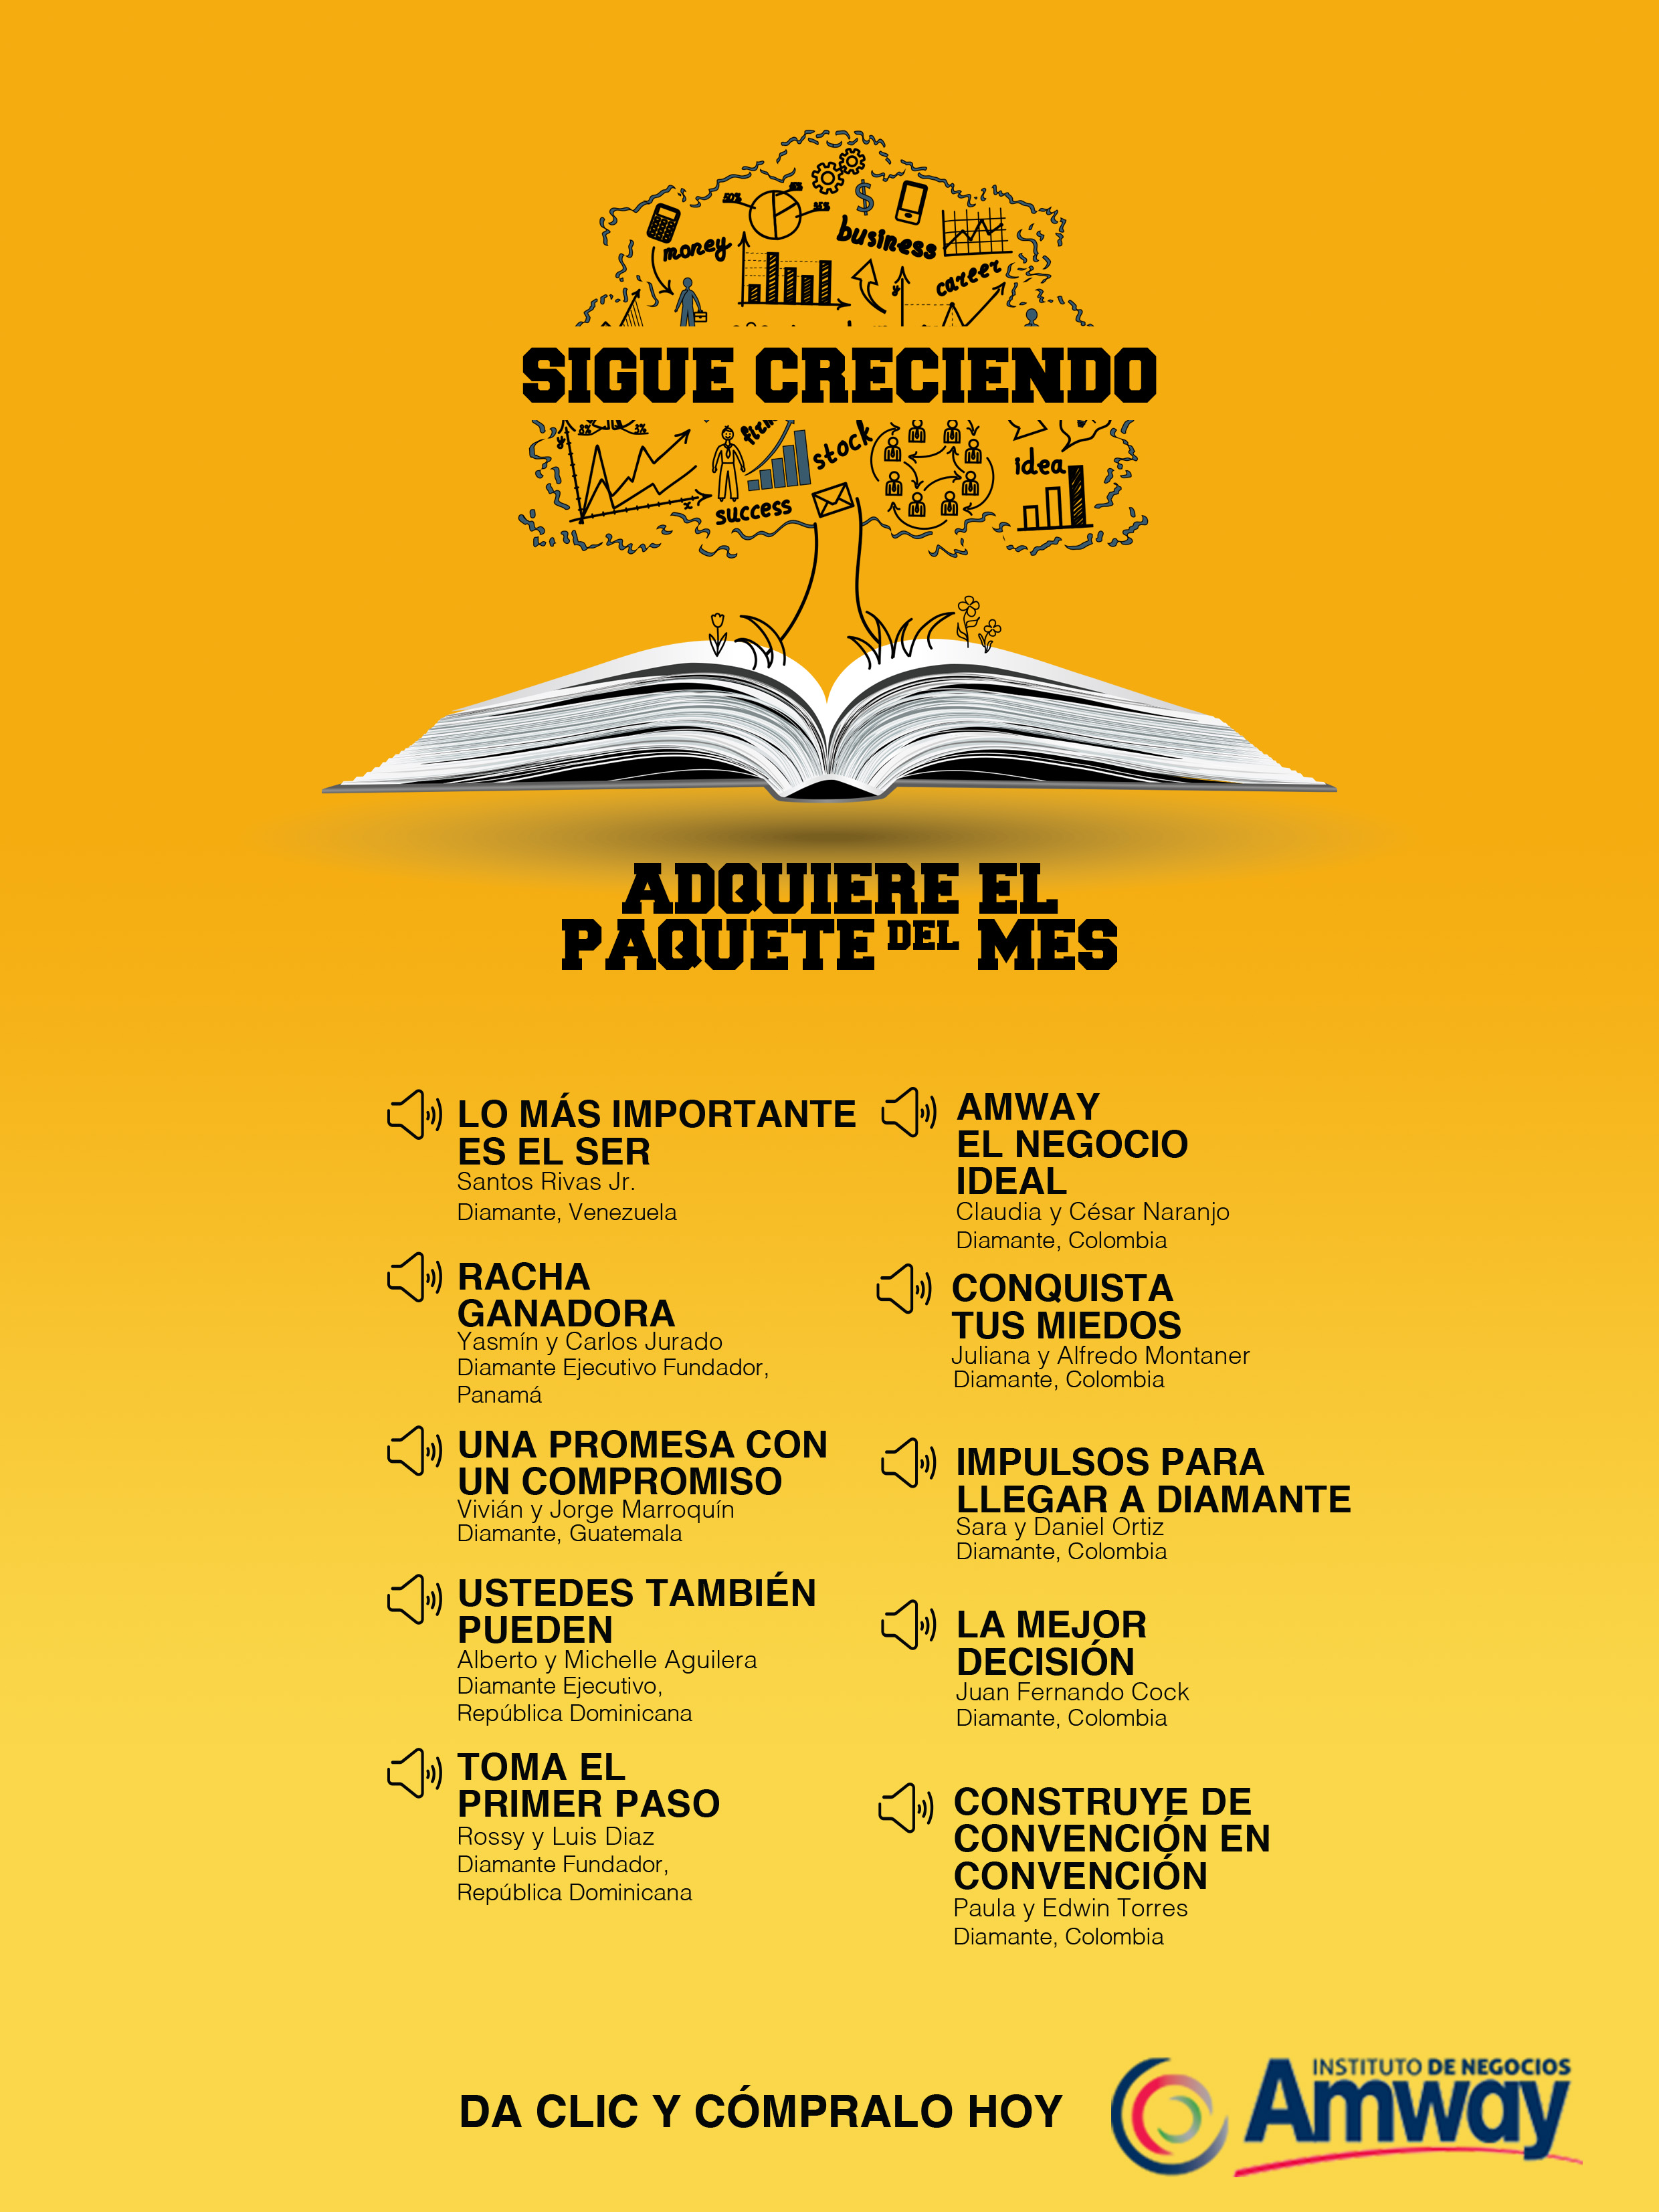 50%
money
business
career
SIGUE CRECIENDO
8% 3%
y
stock
idea
x
success
ADQUIERE EL
PAQUETE DEL MES
LO MÁS IMPORTANTE
ES EL SER
Santos Rivas Jr.
Diamante, Venezuela
RACHA
GANADORA
Yasmín y Carlos Jurado
Diamante Ejecutivo Fundador,
Panamá
UNA PROMESA CON
UN COMPROMISO
Vivián y Jorge Marroquín
Diamante, Guatemala
USTEDES TAMBIÉN
PUEDEN
Alberto y Michelle Aguilera
Diamante Ejecutivo,
República Dominicana
TOMA EL
PRIMER PASO
Rossy y Luis Diaz
Diamante Fundador,
República Dominicana
AMWAY
EL NEGOCIO
IDEAL
Claudia y César Naranjo
Diamante, Colombia
CONQUISTA
TUS MIEDOS
Juliana y Alfredo Montaner
Diamante, Colombia
IMPULSOS PARA
LLEGAR A DIAMANTE
Sara y Daniel Ortiz
Diamante, Colombia
LA MEJOR
DECISIÓN
Juan Fernando Cock
Diamante, Colombia
CONSTRUYE DE
CONVENCIÓN EN
CONVENCIÓN
Paula y Edwin Torres
Diamante, Colombia
DA CLIC Y CÓMPRALO HOY
INSTITUTO DE NEGOCIOS
Amway